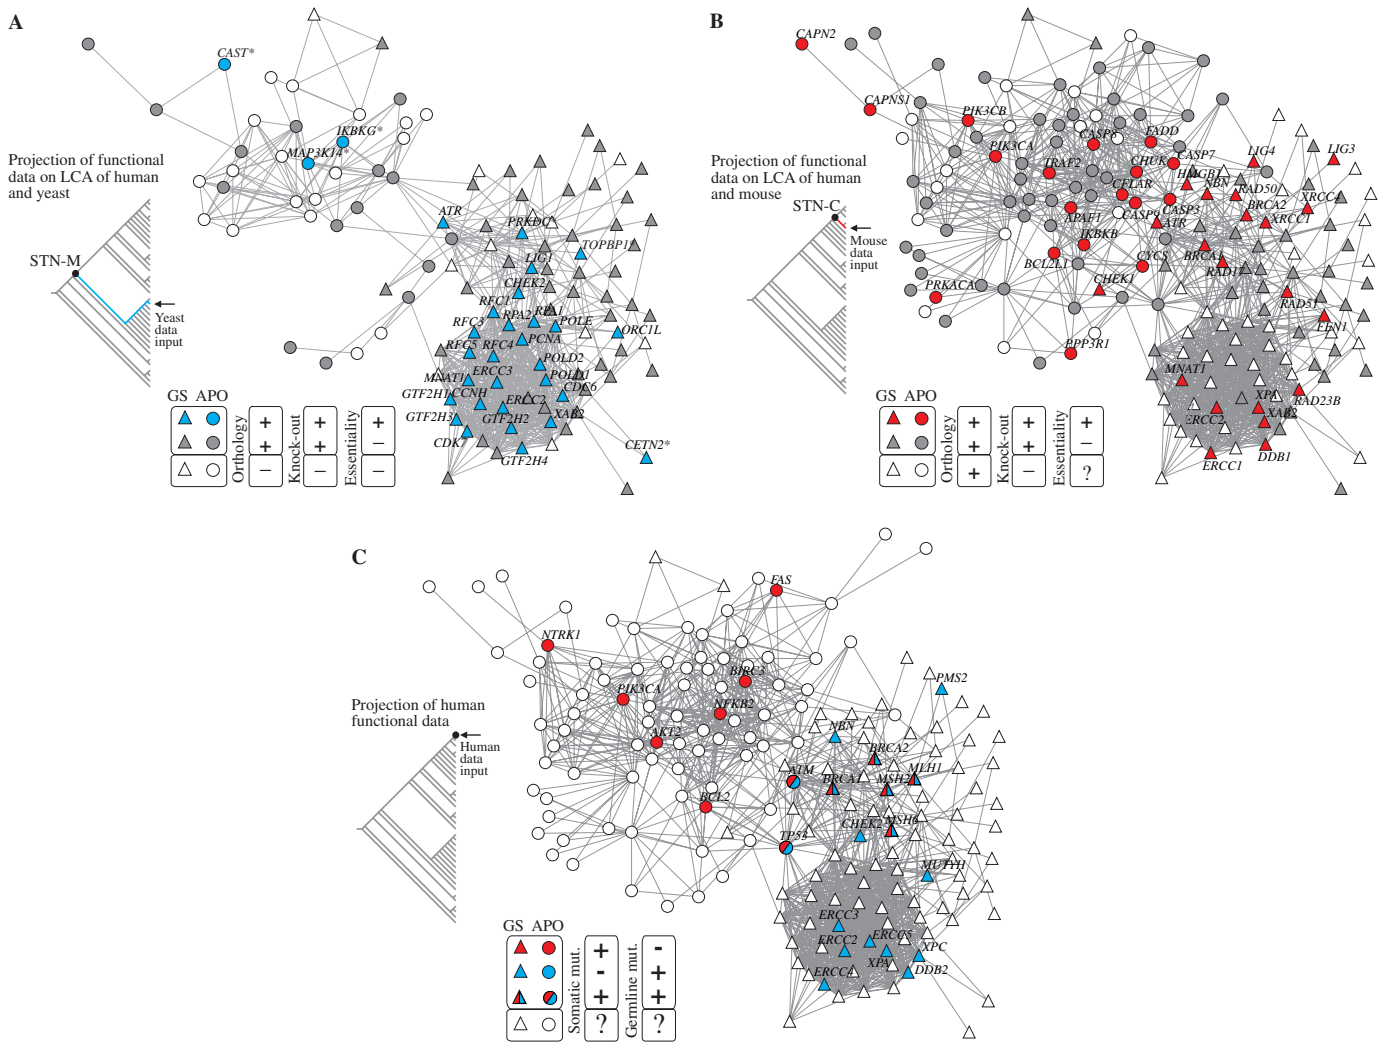 A
CAST*
IKBKG*
MAP3K14*
Projection of functional
data on LCA of human
and yeast
STN-M
Yeast
data
input
ATR
PRKDC
TOPBP1*
LIG1
CHEK2
RFC1
RPA2
RPA1
POLE
ORC1L
RFC3
PCNA
RFC5
RFC4
POLD2
MNAT1
ERCC3
POLD1
CDC6
GTF2H1
CCNH
ERCC2
GTF2H3
GTF2H2
XAB2
CDK7
GTF2H4
CETN2*
GS APO
Orthology
+
+
−
Knock-out
+
+
−
Essentiality
+
−
−
B
CAPN2
CAPNS1
PIK3CB
PIK3CA
CASP8
FADD
TRAF2
CHUK
CASP7
LIG4
LIG3
HMGB1
CFLAR
NBN
RAD50
XRCC4
BRCA2
APAF1
CASP9
CASP3
ATR
XRCC1
IKBKB
BCL2L1
CYCS
BRCA1
RAD17
CHEK1
PRKACA
RAD51
FEN1
PPP3R1
MNAT1
XPA
RAD23B
ERCC2
XAB2
ERCC1
DDB1
Projection of functional
data on LCA of human
and mouse
STN-C
Mouse
data
input
GS APO
Orthology
+
+
+
Knock-out
+
+
−
Essentiality
+
−
?
C
FAS
NTRK1
BIRC3
PIK3CA
NFKB2
AKT2
BCL2
PMS2
NBN
BRCA2
ATM
BRCA1
MSH2
MLH1
CHEK2
MSH6
TP53
MUTYH
ERCC3
ERCC2
ERCC5
XPC
XPA
ERCC4
DDB2
Projection of human
functional data
Human
data
input
GS APO
Somatic mut.
+
-
+
?
Germline mut.
-
+
+
?